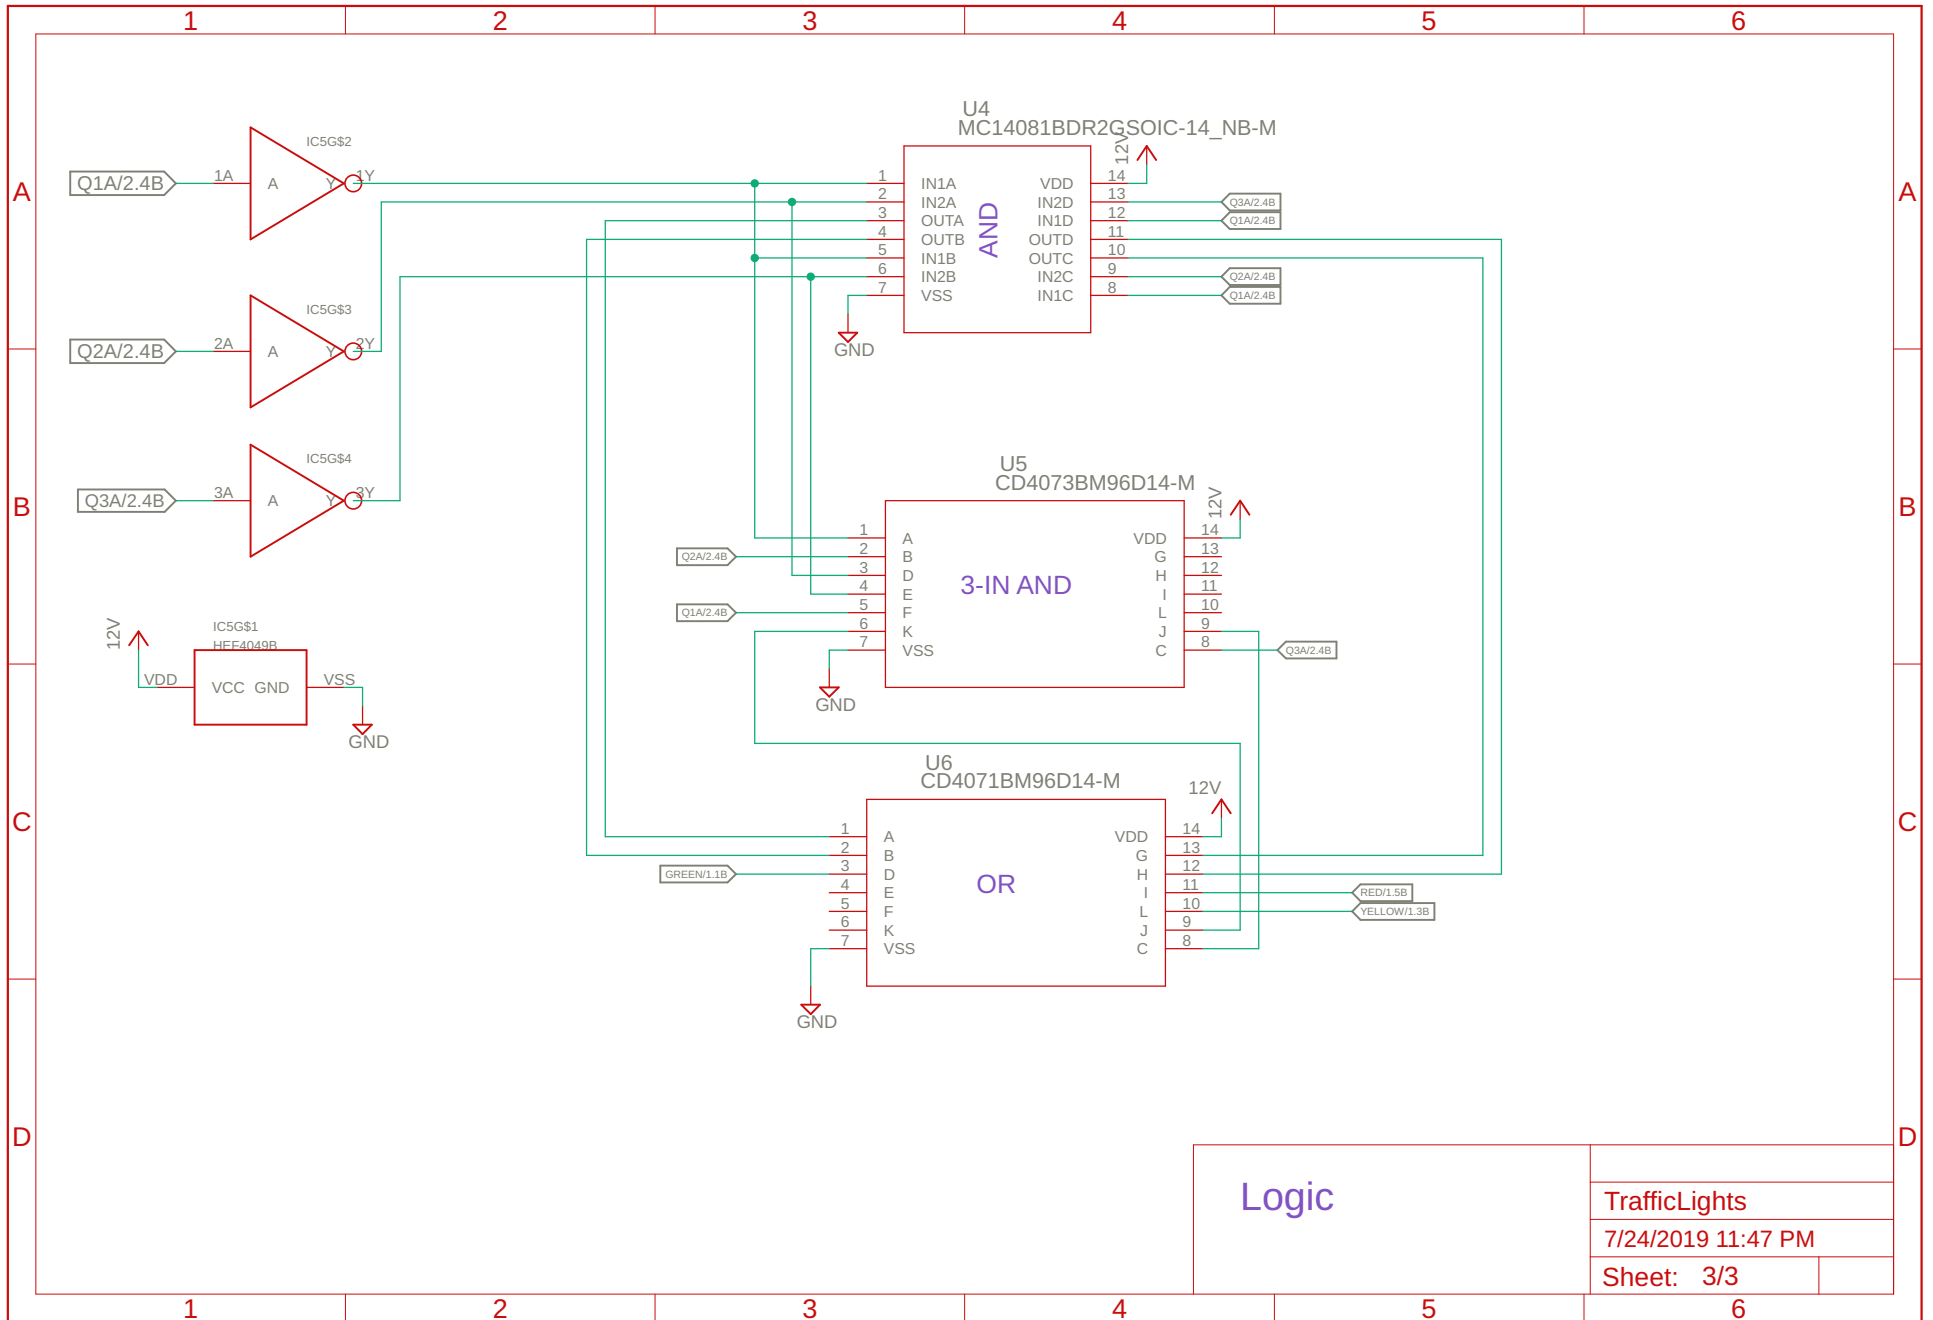 1 2 3 4 5 6
A A
B B
C C
D D
IC5G$2
Q1A/2.4B 1A A Y 1Y
IC5G$3
Q2A/2.4B 2A A Y 2Y
IC5G$4
Q3A/2.4B 3A A Y 3Y
IC5G$1
HEF4049B
12V
VDD VCC GND VSS
GND
U4
MC14081BDR2GSOIC-14_NB-M
12V
AND
1 IN1A VDD 14
2 IN2A IN2D 13 Q3A/2.4B
3 OUTA IN1D 12 Q1A/2.4B
4 OUTB OUTD 11
5 IN1B OUTC 10
6 IN2B IN2C 9 Q2A/2.4B
7 VSS IN1C 8 Q1A/2.4B
GND
U5
CD4073BM96D14-M
12V
3-IN AND
1 A VDD 14
Q2A/2.4B 2 B G 13
3 D H 12
4 E I 11
Q1A/2.4B 5 F L 10
6 K J 9
7 VSS C 8 Q3A/2.4B
GND
U6
CD4071BM96D14-M
12V
OR
1 A VDD 14
2 B G 13
GREEN/1.1B 3 D H 12
4 E I 11 RED/1.5B
5 F L 10 YELLOW/1.3B
6 K J 9
7 VSS C 8
GND
Logic
TrafficLights
7/24/2019 11:47 PM
Sheet: 3/3
1 2 3 4 5 6